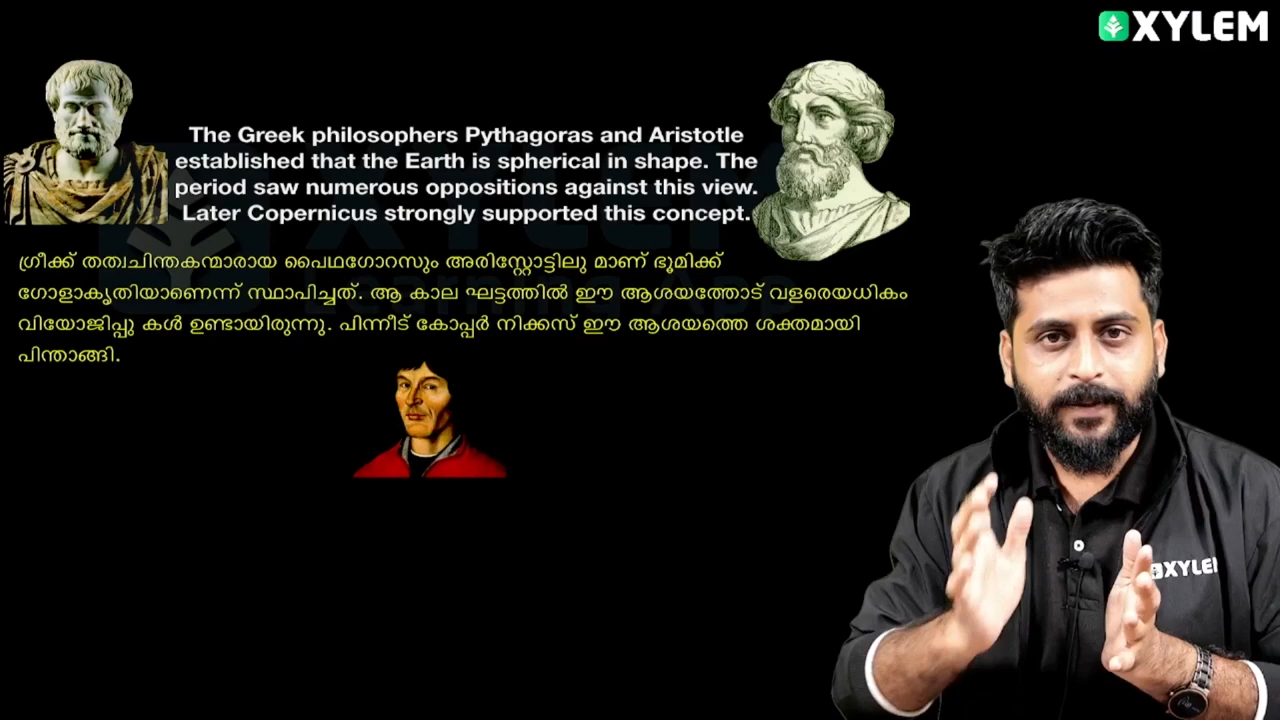 XYLEM
The Greek philosophers Pythagoras and Aristotle
established that the Earth is spherical in shape. The
period saw numerous oppositions against this view.
Later Copernicus strongly supported this concept.
ഗ്രീക്ക് തത്വചിന്തകന്മാരായ പൈഥഗോറസും അരിസ്റ്റോട്ടിലു മാണ് ഭൂമിക്ക്
ഗോളാകൃതിയാണെന്ന് സ്ഥാപിച്ചത്. ആ കാല ഘട്ടത്തിൽ ഈ ആശയത്തോട് വളരെയധികം
വിയോജിപ്പു കൾ ഉണ്ടായിരുന്നു. പിന്നീട് കോപ്പർ നിക്കസ് ഈ ആശയത്തെ ശക്തമായി
പിന്താങ്ങി.
XYLEM